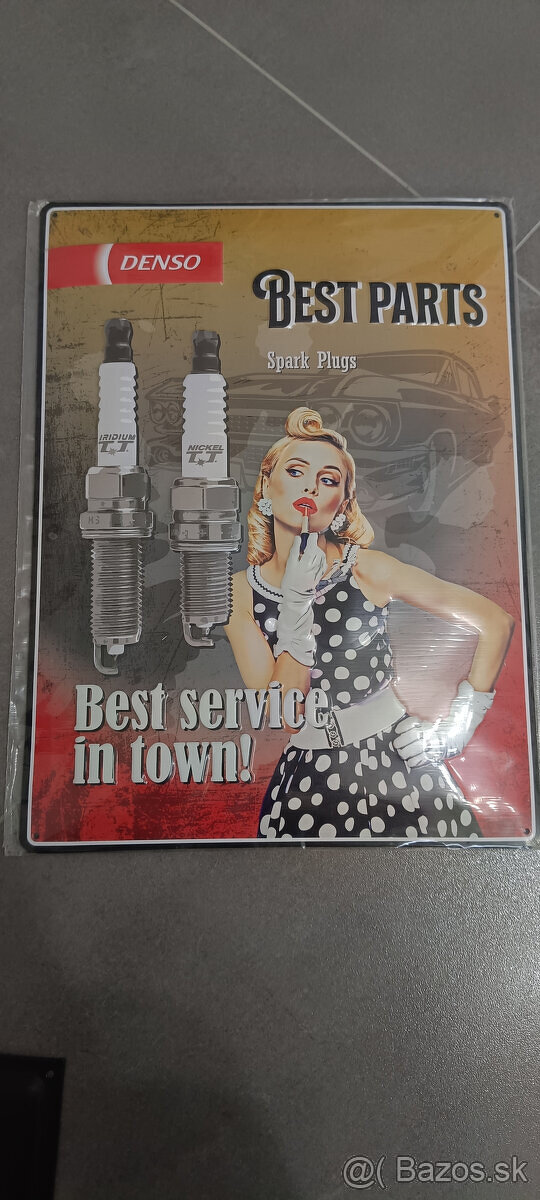 DENSO
BEST PARTS
Spark Plugs
IRIDIUM
TT
NICKEL
TT
Best service
in town!
@( Bazos.sk